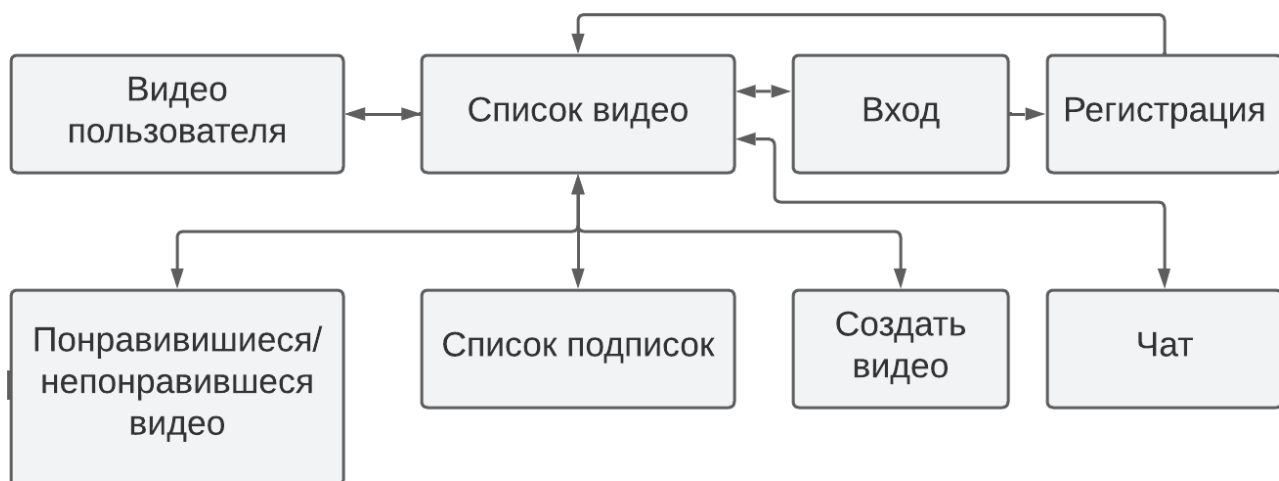 Видео
пользователя
Список видео
Вход
Регистрация
Понравивишиеся/
непонравившеся
видео
Список подписок
Создать
видео
Чат